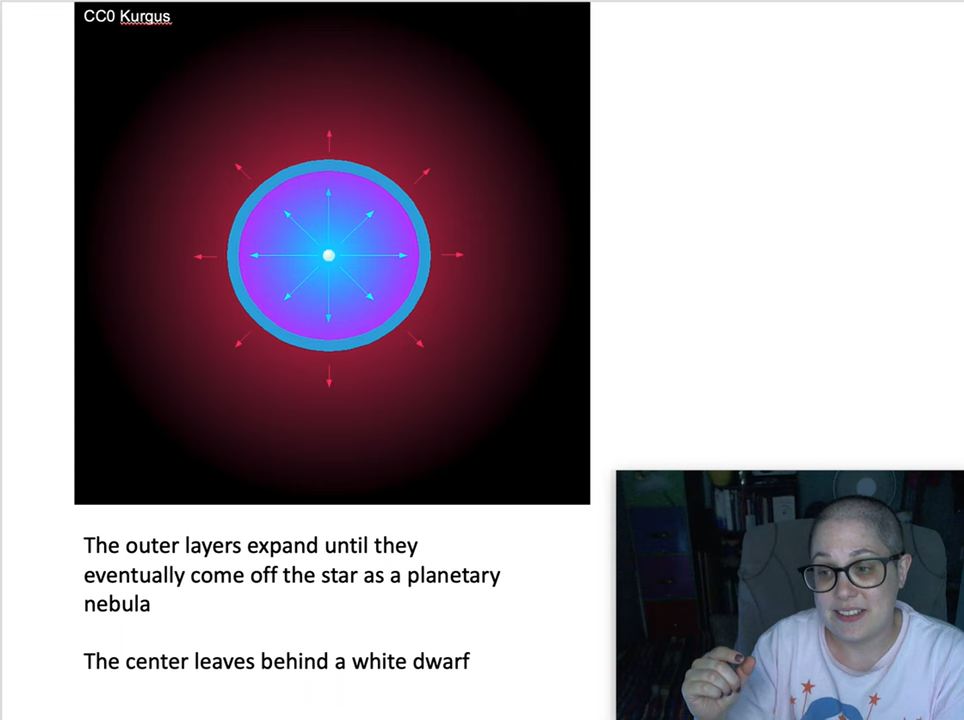 CC0 Kurgus
The outer layers expand until they
eventually come off the star as a planetary
nebula
The center leaves behind a white dwarf